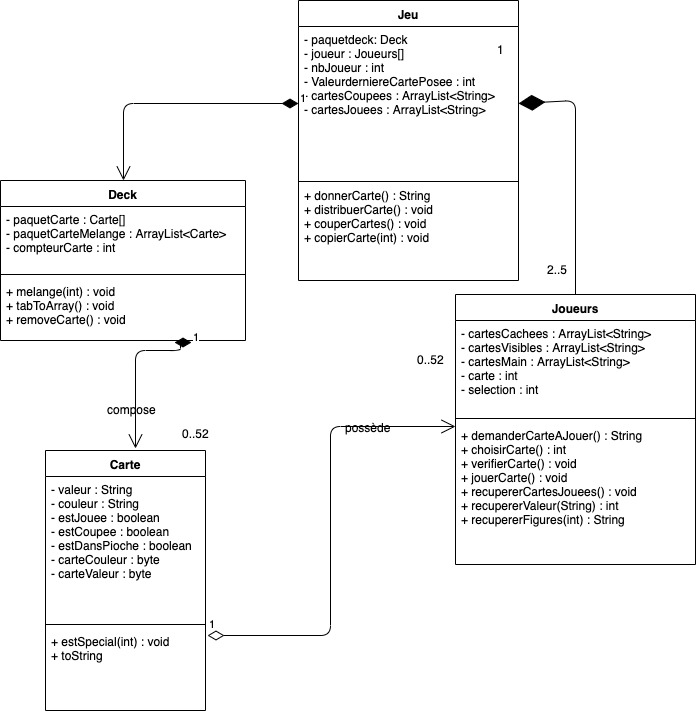 Jeu
- paquetdeck: Deck
- joueur : Joueurs[]
- nbJoueur : int
- ValeurderniereCartePosee : int
- cartesCoupees : ArrayList<String>
- cartesJouees : ArrayList<String>
1
1
+ donnerCarte() : String
+ distribuerCarte() : void
+ couperCartes() : void
+ copierCarte(int) : void
Deck
- paquetCarte : Carte[]
- paquetCarteMelange : ArrayList<Carte>
- compteurCarte : int
+ melange(int) : void
+ tabToArray() : void
+ removeCarte() : void
1
2..5
Joueurs
- cartesCachees : ArrayList<String>
- cartesVisibles : ArrayList<String>
- cartesMain : ArrayList<String>
- carte : int
- selection : int
0..52
+ demanderCarteAJouer() : String
+ choisirCarte() : int
+ verifierCarte() : void
+ jouerCarte() : void
+ recupererCartesJouees() : void
+ recupererValeur(String) : int
+ recupererFigures(int) : String
compose
0..52
possède
Carte
- valeur : String
- couleur : String
- estJouee : boolean
- estCoupee : boolean
- estDansPioche : boolean
- carteCouleur : byte
- carteValeur : byte
1
+ estSpecial(int) : void
+ toString